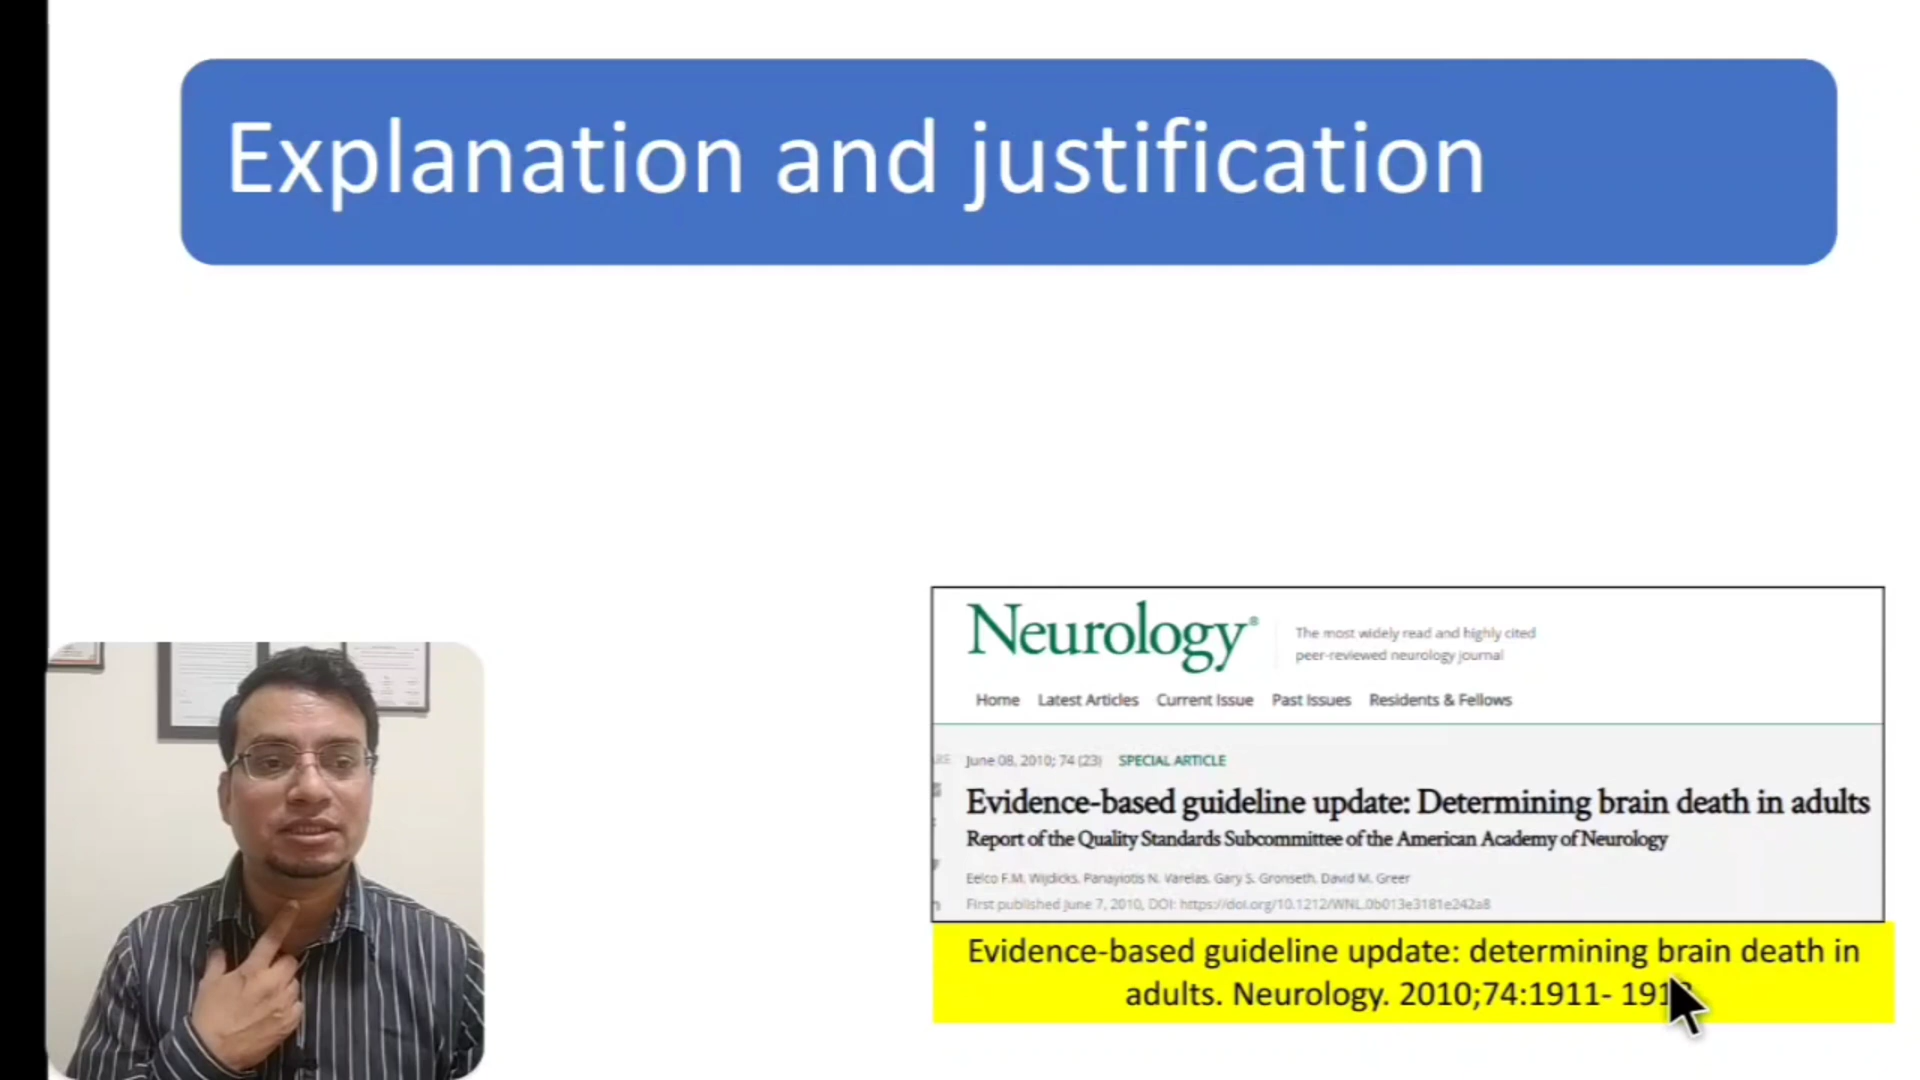 Explanation and justification
Neurology®
The most widely read and highly cited
peer-reviewed neurology journal
Home Latest Articles Current Issue Past Issues Residents & Fellows
June 08, 2010; 74 (23) SPECIAL ARTICLE
Evidence-based guideline update: Determining brain death in adults
Report of the Quality Standards Subcommittee of the American Academy of Neurology
Eelco F.M. Wijdicks, Panayiotis N. Varelas, Gary S. Gronseth, David M. Greer
First published June 7, 2010, DOI: https://doi.org/10.1212/WNL.0b013e3181e242a8
Evidence-based guideline update: determining brain death in
adults. Neurology. 2010;74:1911-